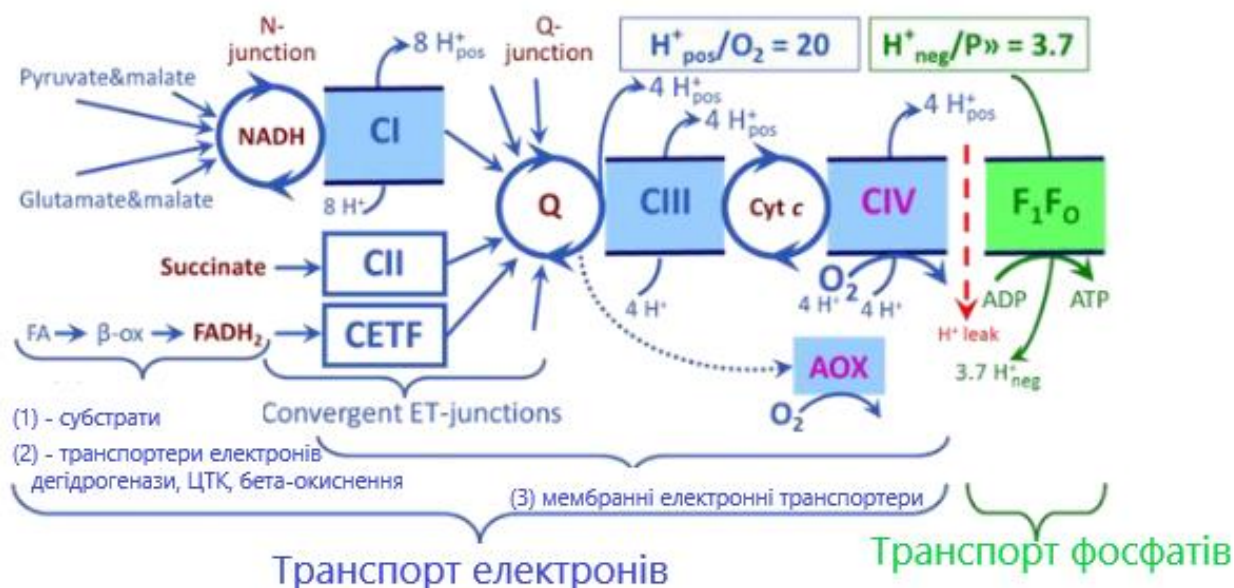 N-
junction
8 H⁺pos
Q-
junction
H⁺pos/O₂ = 20
H⁺neg/P» = 3.7
Pyruvate&malate
NADH
CI
4 H⁺pos
4 H⁺pos
4 H⁺pos
Glutamate&malate
8 H⁺
Q
CIII
Cyt c
CIV
F₁FO
Succinate
CII
4 H⁺
O₂
4 H⁺
4 H⁺
ADP
ATP
H⁺ leak
FA
β-ox
FADH₂
CETF
AOX
3.7 H⁺neg
O₂
Convergent ET-junctions
(1) - субстрати
(2) - транспортери електронів
дегідрогенази, ЦТК, бета-окиснення
(3) мембранні електронні транспортери
Транспорт електронів
Транспорт фосфатів